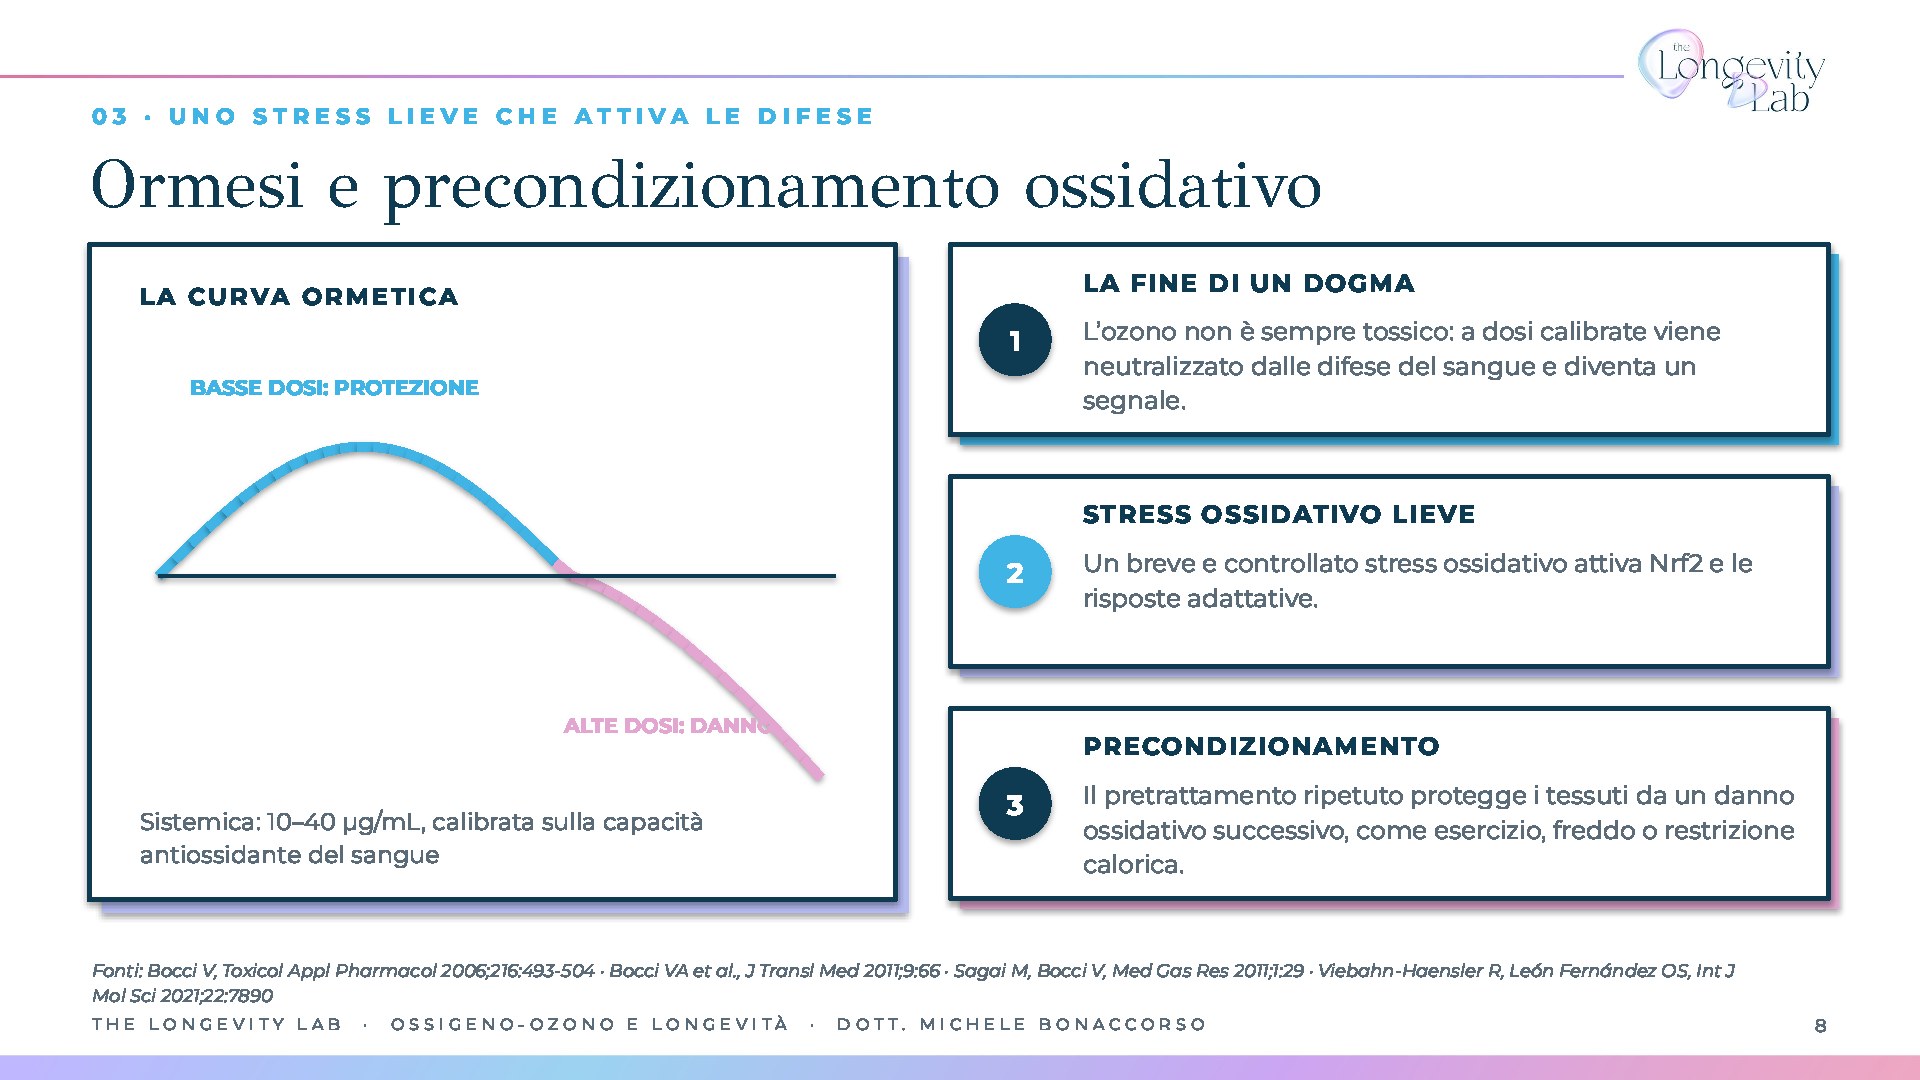 the
Longevity
Lab
03 · UNO STRESS LIEVE CHE ATTIVA LE DIFESE
Ormesi e precondizionamento ossidativo
LA CURVA ORMETICA
BASSE DOSI: PROTEZIONE
ALTE DOSI: DANNO
Sistemica: 10–40 µg/mL, calibrata sulla capacità
antiossidante del sangue
1
LA FINE DI UN DOGMA
L’ozono non è sempre tossico: a dosi calibrate viene
neutralizzato dalle difese del sangue e diventa un
segnale.
2
STRESS OSSIDATIVO LIEVE
Un breve e controllato stress ossidativo attiva Nrf2 e le
risposte adattative.
3
PRECONDIZIONAMENTO
Il pretrattamento ripetuto protegge i tessuti da un danno
ossidativo successivo, come esercizio, freddo o restrizione
calorica.
Fonti: Bocci V, Toxicol Appl Pharmacol 2006;216:493-504 · Bocci VA et al., J Transl Med 2011;9:66 · Sagai M, Bocci V, Med Gas Res 2011;1:29 · Viebahn-Haensler R, León Fernández OS, Int J
Mol Sci 2021;22:7890
THE LONGEVITY LAB · OSSIGENO-OZONO E LONGEVITÀ · DOTT. MICHELE BONACCORSO
8